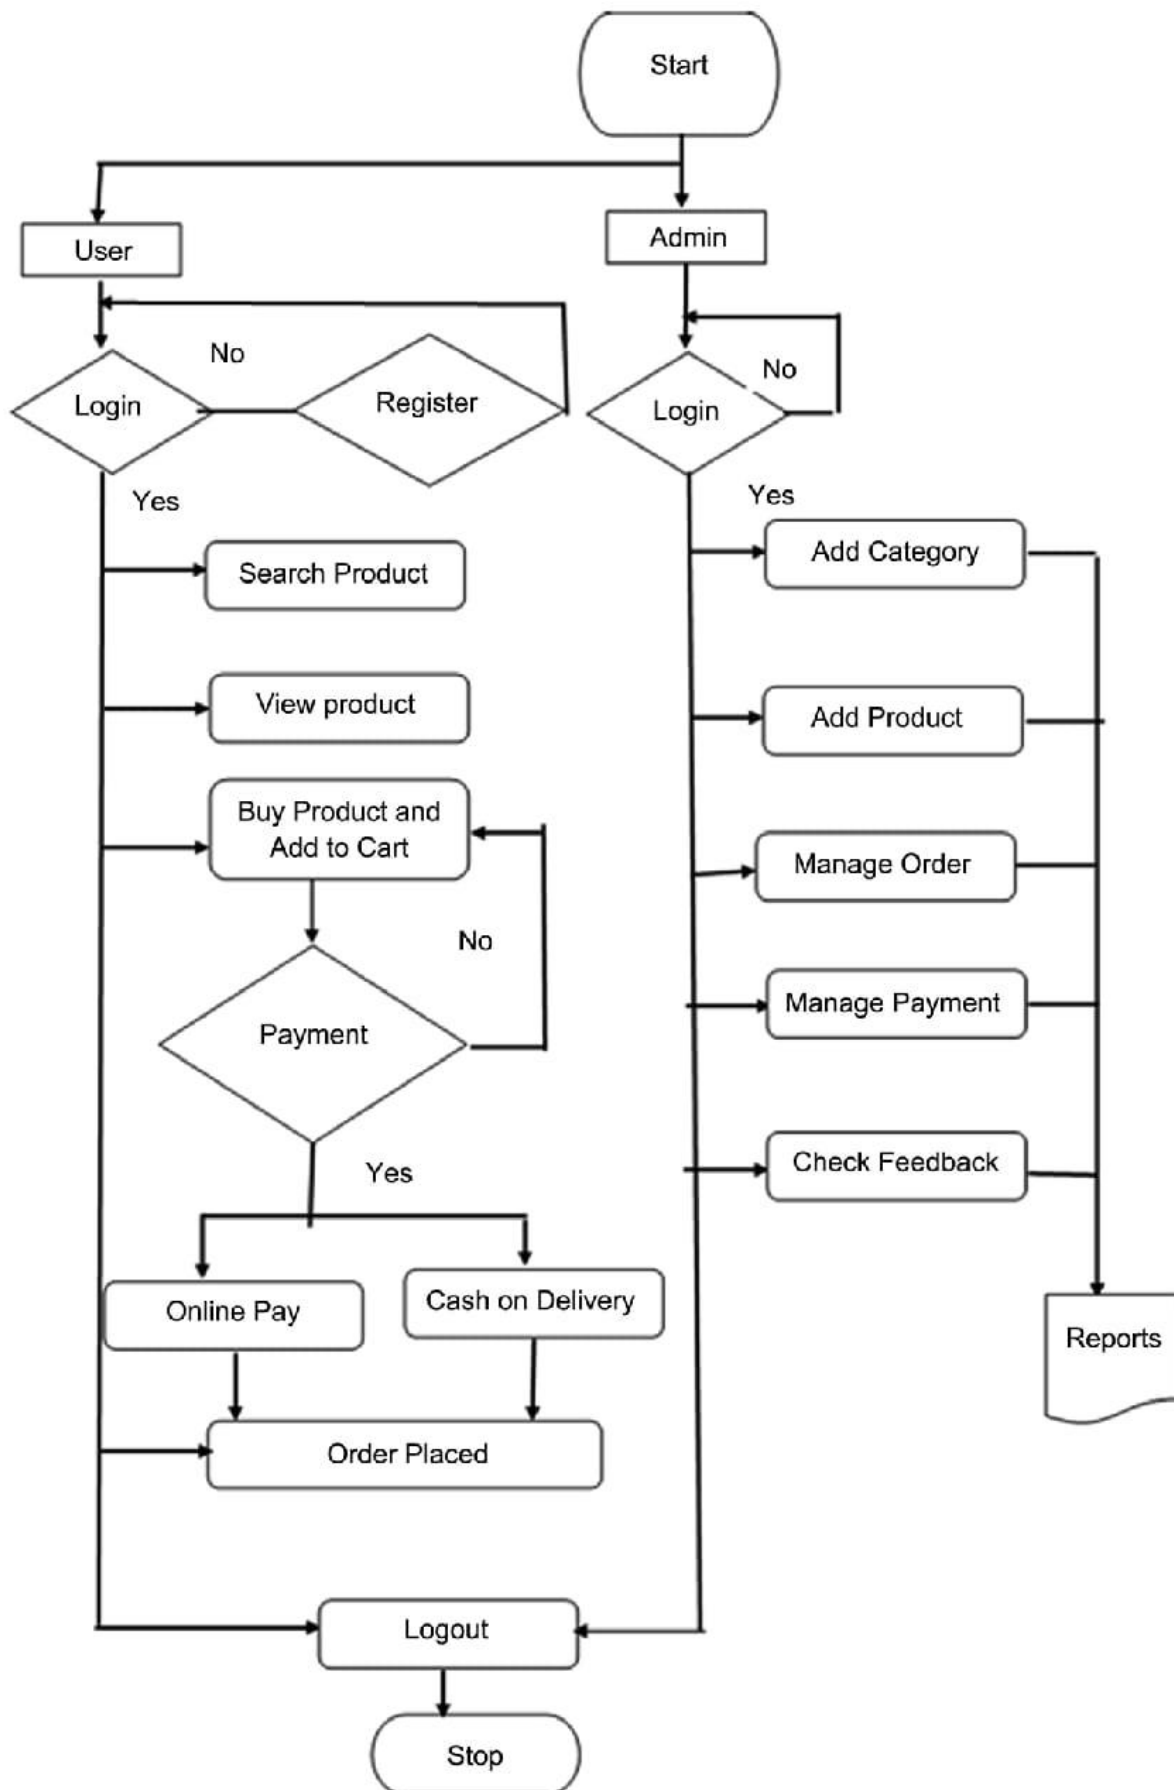 Start
User
Admin
No
Login
Register
No
Login
Yes
Yes
Search Product
Add Category
View product
Add Product
Buy Product and
Add to Cart
Manage Order
No
Payment
Manage Payment
Yes
Check Feedback
Online Pay
Cash on Delivery
Reports
Order Placed
Logout
Stop